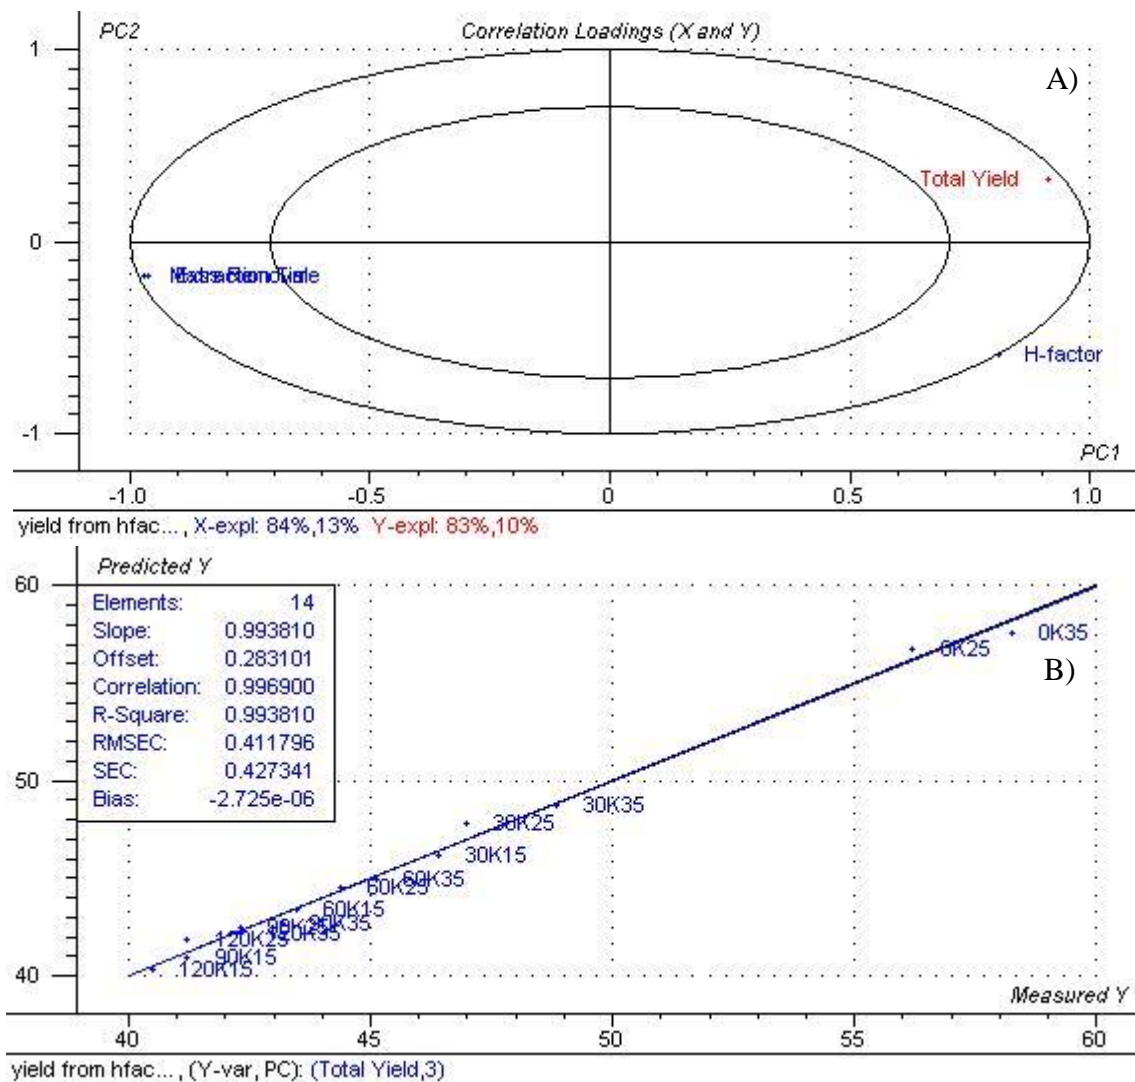 PC2
Correlation Loadings (X and Y)
A)
1
Total Yield
0
H-factor
-1
PC1
-1.0 -0.5 0 0.5 1.0
yield from hfac..., X-expl: 84%,13% Y-expl: 83%,10%
Predicted Y
60
Elements: 14
Slope: 0.993810
Offset: 0.283101
Correlation: 0.996900
R-Square: 0.993810
RMSEC: 0.411796
SEC: 0.427341
Bias: -2.725e-06
0K35
0K25
B)
50
30K35
30K25
30K15
60K35
60K25
60K15
90K35
120K35
120K25
90K15
120K15
40
Measured Y
40 45 50 55 60
yield from hfac..., (Y-var, PC): (Total Yield,3)